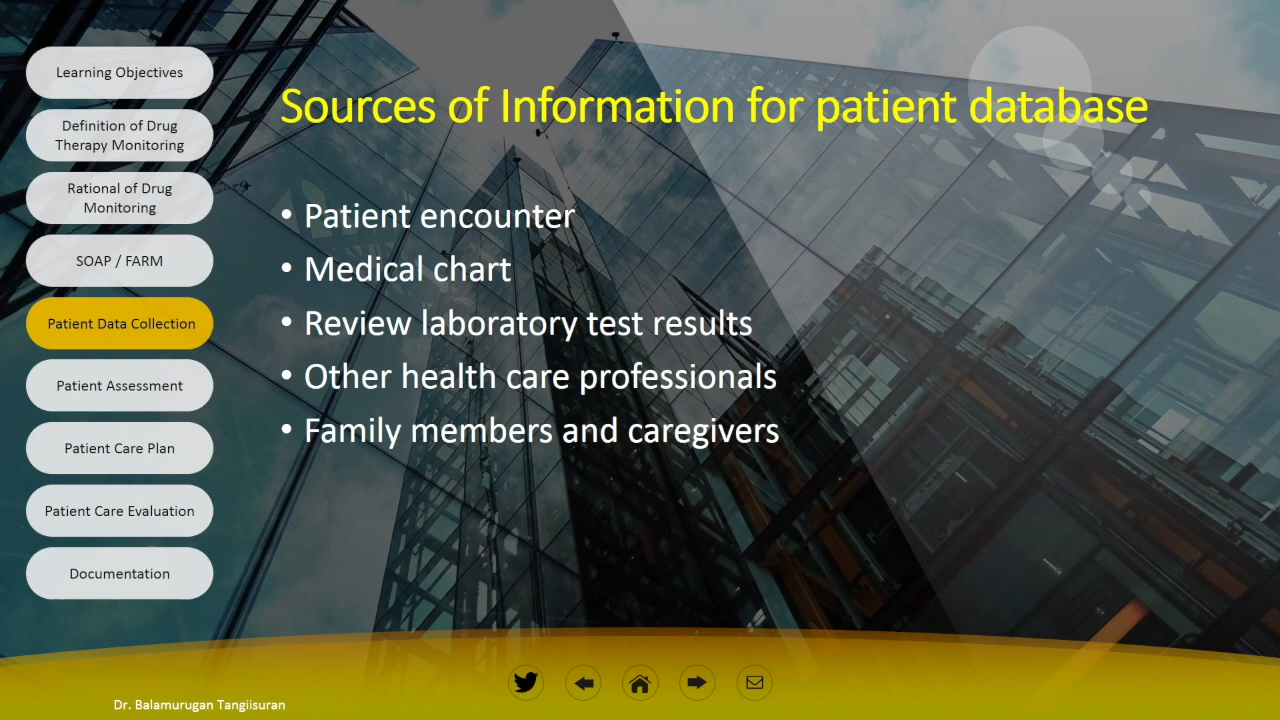 Learning Objectives
Definition of Drug
Therapy Monitoring
Rational of Drug
Monitoring
SOAP / FARM
Patient Data Collection
Patient Assessment
Patient Care Plan
Patient Care Evaluation
Documentation
Sources of Information for patient database
• Patient encounter
• Medical chart
• Review laboratory test results
• Other health care professionals
• Family members and caregivers
Dr. Balamurugan Tangiisuran